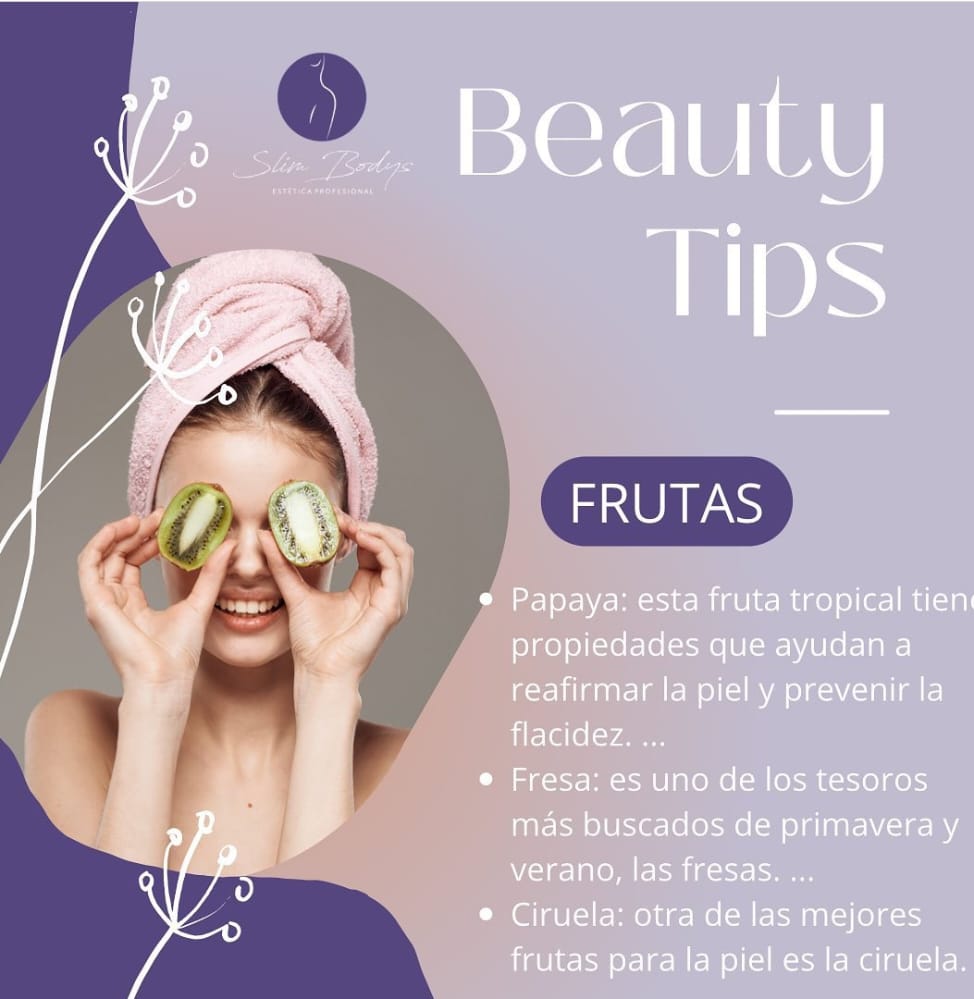 Slim Bodys
ESTÉTICA PROFESIONAL
Beauty
Tips
FRUTAS
• Papaya: esta fruta tropical tiene
propiedades que ayudan a
reafirmar la piel y prevenir la
flacidez. ...
• Fresa: es uno de los tesoros
más buscados de primavera y
verano, las fresas. ...
• Ciruela: otra de las mejores
frutas para la piel es la ciruela.